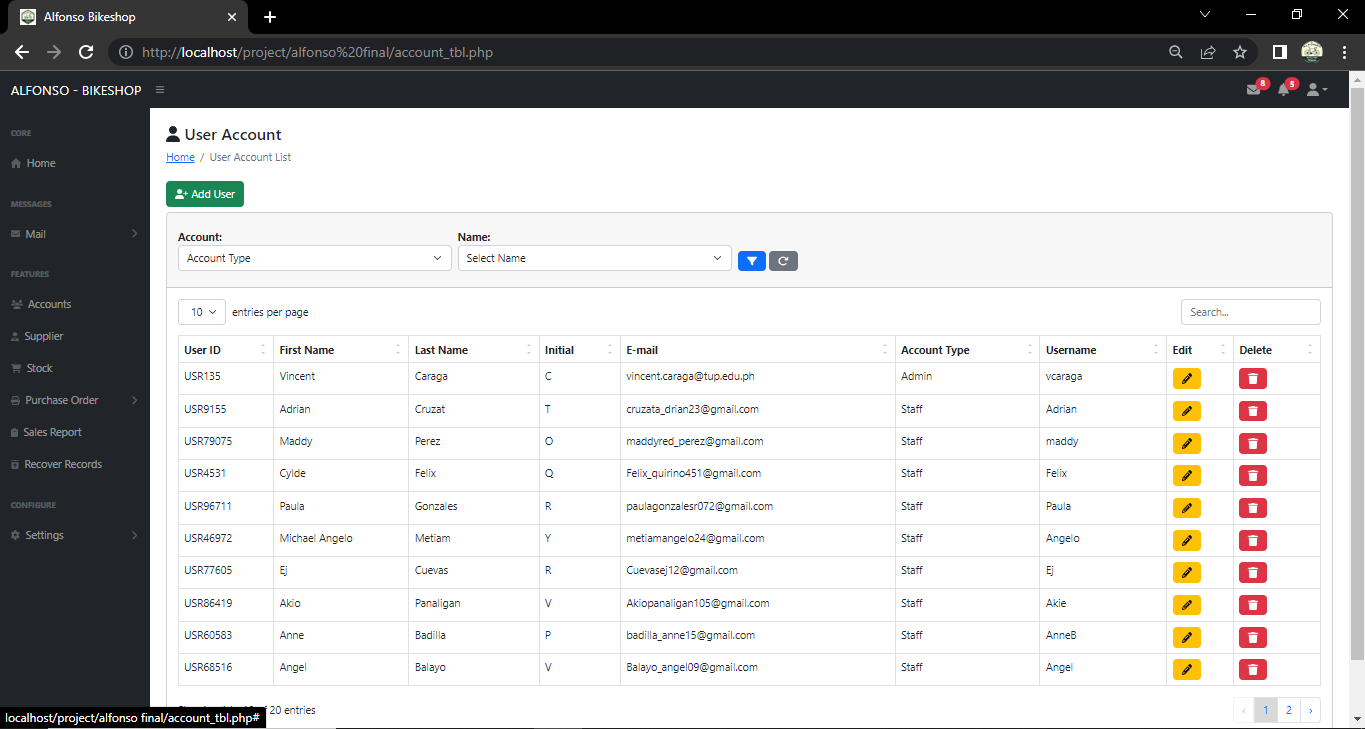 Alfonso Bikeshop
http://localhost/project/alfonso%20final/account_tbl.php
ALFONSO - BIKESHOP
8
5
CORE
Home
MESSAGES
Mail
FEATURES
Accounts
Supplier
Stock
Purchase Order
Sales Report
Recover Records
CONFIGURE
Settings
User Account
Home / User Account List
Add User
Account: Name:
Account Type Select Name
10 entries per page Search...
User ID First Name Last Name Initial E-mail Account Type Username Edit Delete
USR135 Vincent Caraga C vincent.caraga@tup.edu.ph Admin vcaraga
USR9155 Adrian Cruzat T cruzata_drian23@gmail.com Staff Adrian
USR79075 Maddy Perez O maddyred_perez@gmail.com Staff maddy
USR4531 Cylde Felix Q Felix_quirino451@gmail.com Staff Felix
USR96711 Paula Gonzales R paulagonzalesr072@gmail.com Staff Paula
USR46972 Michael Angelo Metiam Y metiamangelo24@gmail.com Staff Angelo
USR77605 Ej Cuevas R Cuevasej12@gmail.com Staff Ej
USR86419 Akio Panaligan V Akiopanaligan105@gmail.com Staff Akie
USR60583 Anne Badilla P badilla_anne15@gmail.com Staff AnneB
USR68516 Angel Balayo V Balayo_angel09@gmail.com Staff Angel
of 20 entries ‹ 1 2 ›
localhost/project/alfonso final/account_tbl.php#